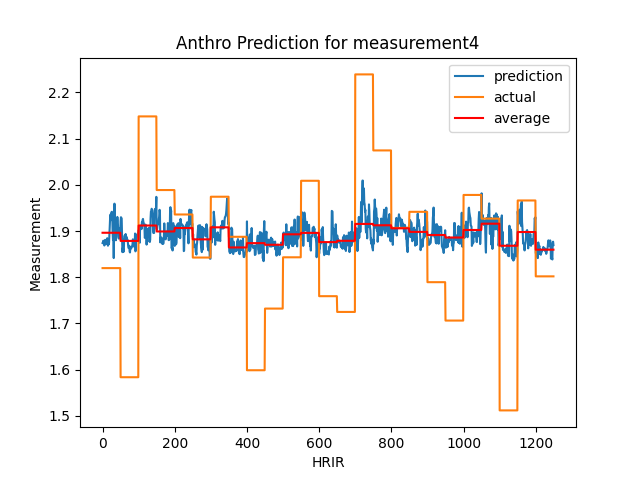 Anthro Prediction for measurement4
prediction
actual
average
Measurement
2.2
2.1
2.0
1.9
1.8
1.7
1.6
1.5
0 200 400 600 800 1000 1200
HRIR